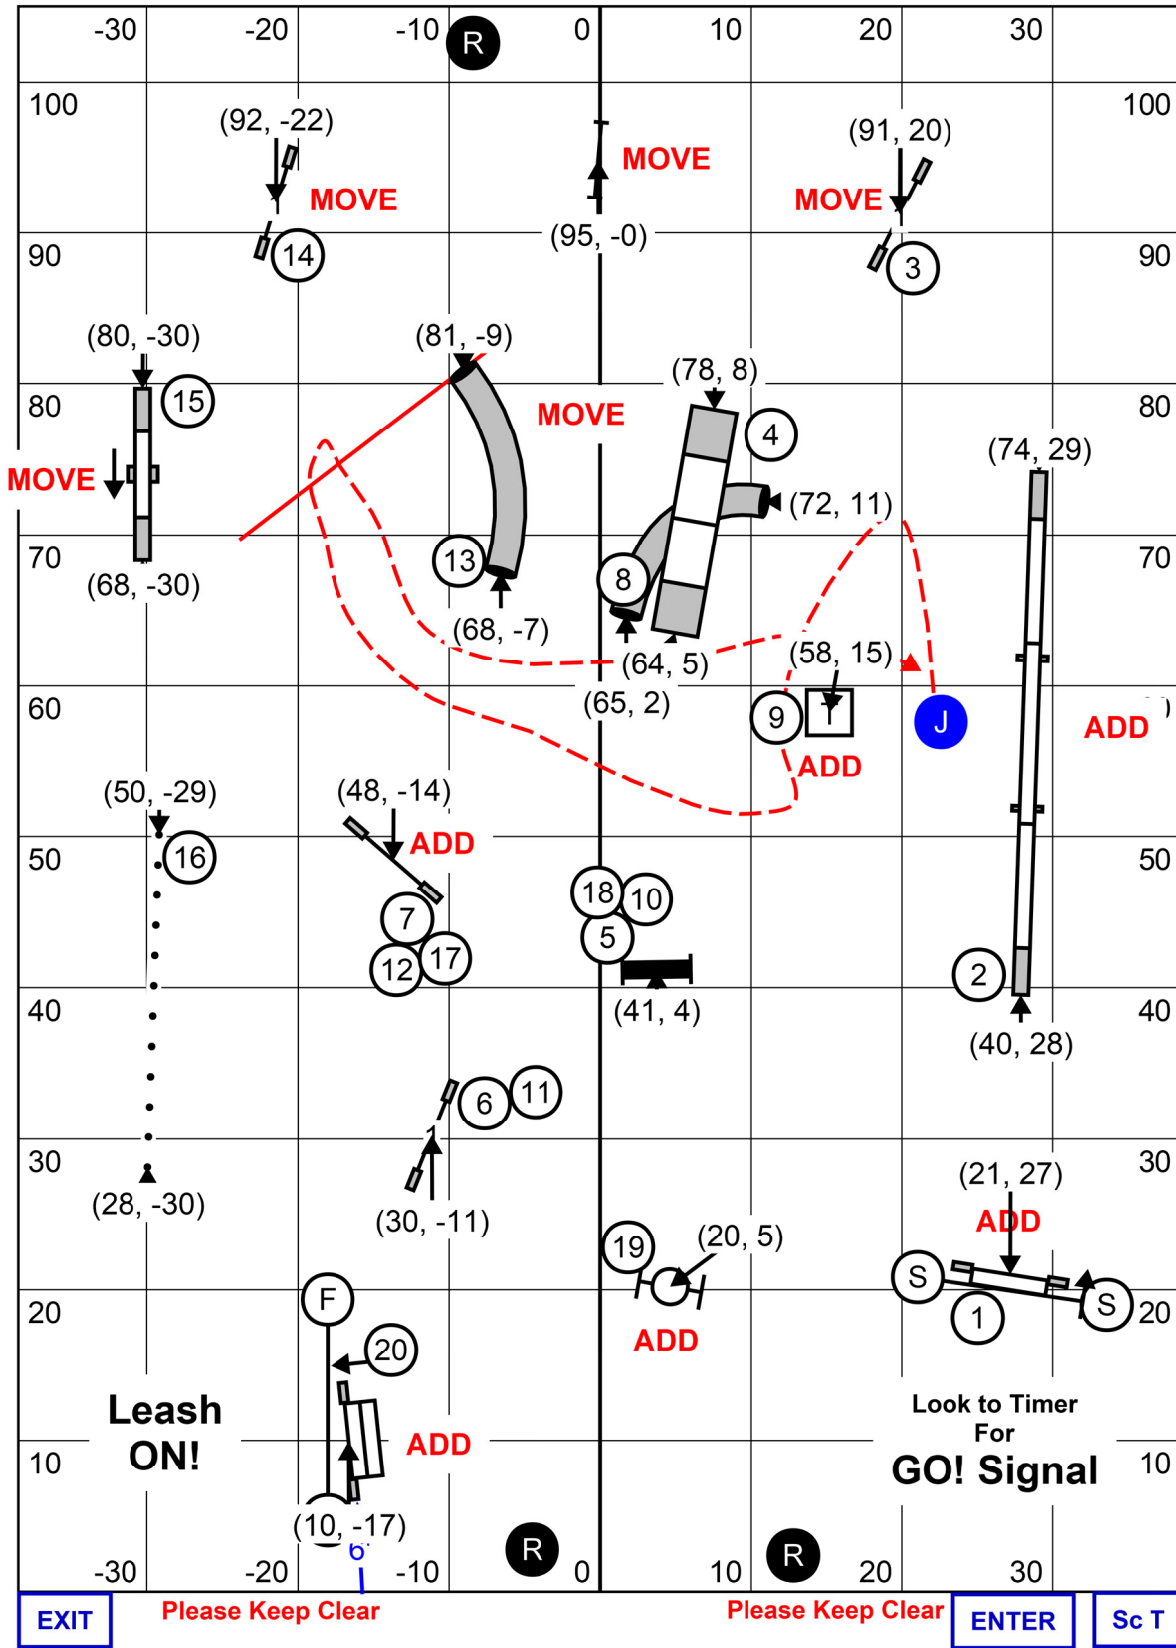 -30 -20 -10 0 10 20 30
R
100 100
(92, -22) (91, 20)
MOVE
MOVE MOVE
(95, -0)
90 14 3 90
(80, -30) (81, -9)
(78, 8)
80 15 MOVE 4 80
(74, 29)
MOVE
(72, 11)
70 13 8 70
(68, -30)
(68, -7) (64, 5) (58, 15)
60 (65, 2) 9 T J
ADD
ADD
(50, -29) (48, -14)
ADD
50 16 50
7 18 10
12 17 5 2
40 (41, 4) 40
(40, 28)
6 11
30 30
(28, -30) (30, -11) (21, 27)
ADD
19 (20, 5)
S S
20 F 1 20
20 ADD
Leash
ON!
Look to Timer
For
GO! Signal
ADD
10 10
(10, -17)
6'
R R
-30 -20 -10 0 10 20 30
EXIT Please Keep Clear Please Keep Clear ENTER Sc T